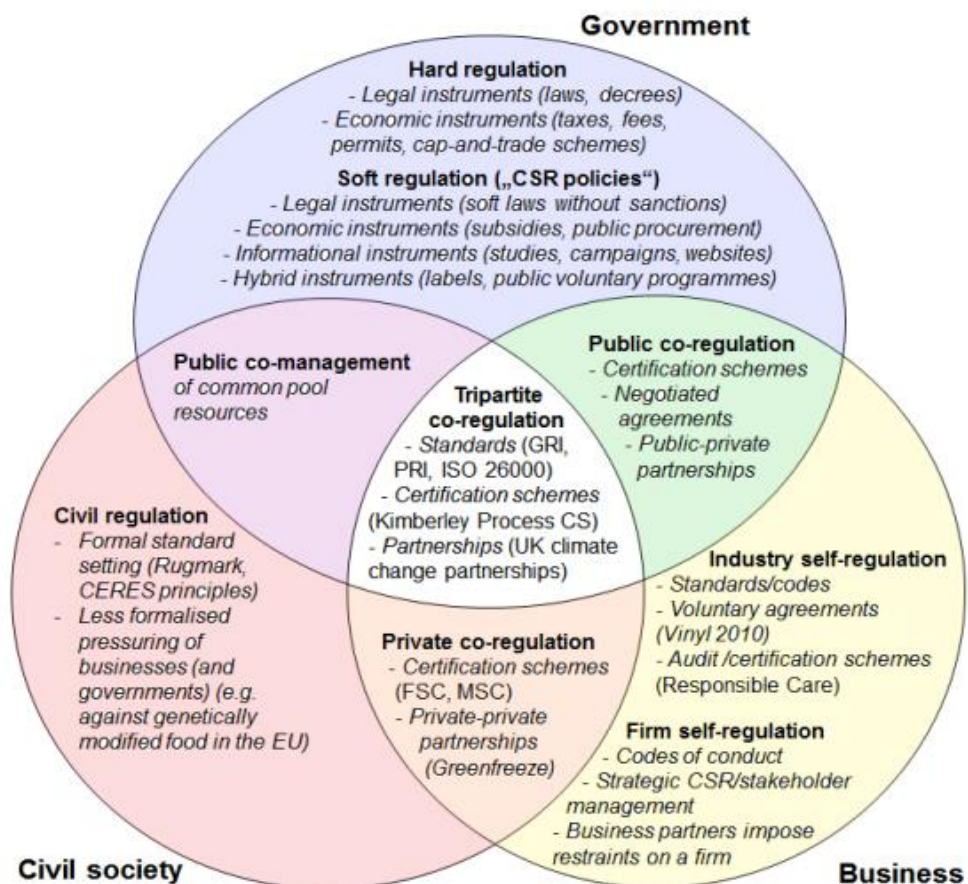 Government
Hard regulation
- Legal instruments (laws, decrees)
- Economic instruments (taxes, fees,
permits, cap-and-trade schemes)
Soft regulation („CSR policies“)
- Legal instruments (soft laws without sanctions)
- Economic instruments (subsidies, public procurement)
- Informational instruments (studies, campaigns, websites)
- Hybrid instruments (labels, public voluntary programmes)
Public co-management
of common pool
resources
Tripartite
co-regulation
- Standards (GRI,
PRI, ISO 26000)
- Certification schemes
(Kimberley Process CS)
- Partnerships (UK climate
change partnerships)
Public co-regulation
- Certification schemes
- Negotiated
agreements
- Public-private
partnerships
Civil regulation
- Formal standard
setting (Rugmark,
CERES principles)
- Less formalised
pressuring of
businesses (and
governments) (e.g.
against genetically
modified food in the EU)
Private co-regulation
- Certification schemes
(FSC, MSC)
- Private-private
partnerships
(Greenfreeze)
Industry self-regulation
- Standards/codes
- Voluntary agreements
(Vinyl 2010)
- Audit /certification schemes
(Responsible Care)
Firm self-regulation
- Codes of conduct
- Strategic CSR/stakeholder
management
- Business partners impose
restraints on a firm
Civil society
Business